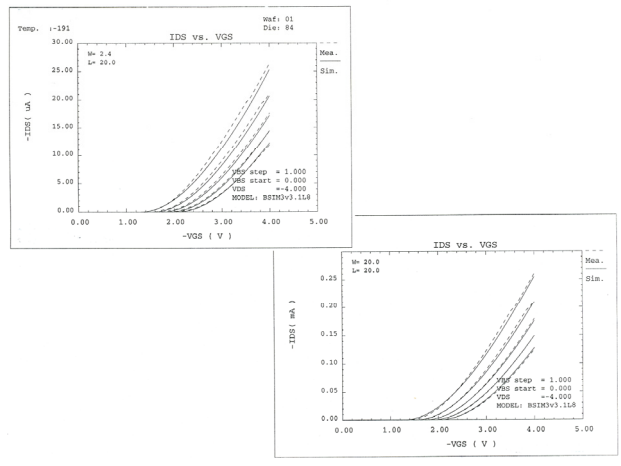 Temp. :-191
Waf: 01
Die: 84
IDS vs. VGS
30.00
25.00
20.00
15.00
10.00
5.00
0.00
-IDS( uA )
W= 2.4
L= 20.0
Mea.
Sim.
VBS step = 1.000
VBS start = 0.000
VDS =-4.000
MODEL: BSIM3v3.1L8
0.00 1.00 2.00 3.00 4.00 5.00
-VGS ( V )
IDS vs. VGS
0.25
0.20
0.15
0.10
0.05
0.00
-IDS( mA )
W= 20.0
L= 20.0
Mea.
Sim.
VBS step = 1.000
VBS start = 0.000
VDS =-4.000
MODEL: BSIM3v3.1L8
0.00 1.00 2.00 3.00 4.00 5.00
-VGS ( V )